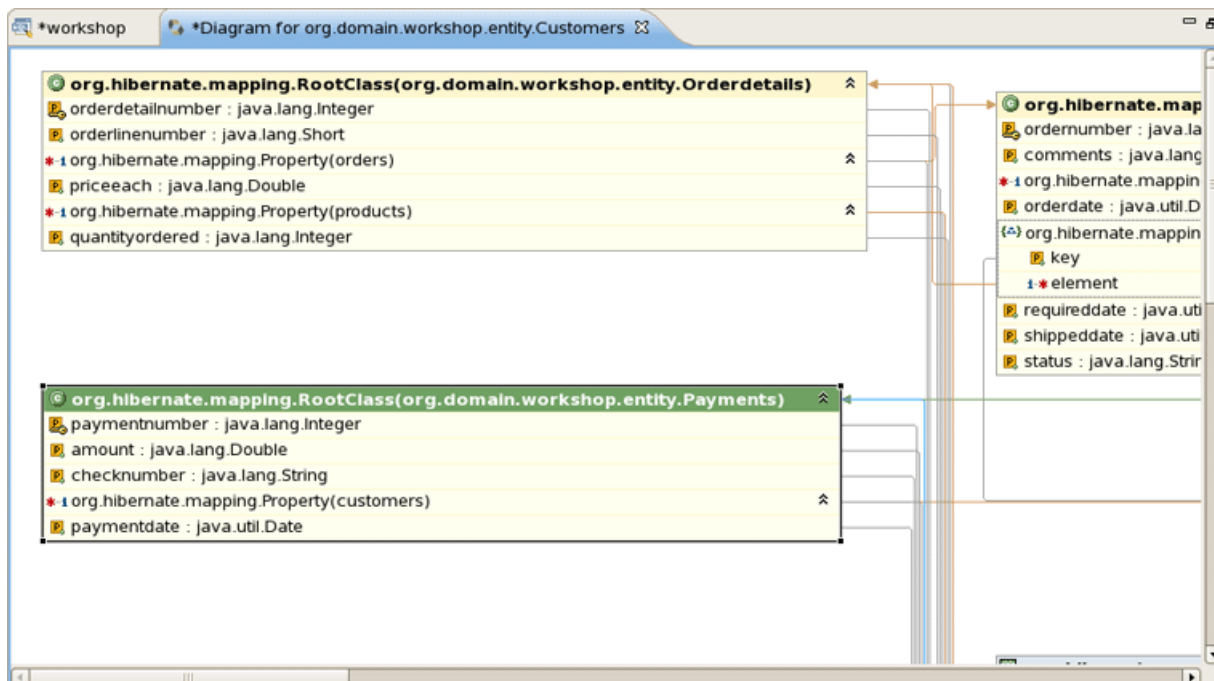 *workshop
*Diagram for org.domain.workshop.entity.Customers
org.hibernate.mapping.RootClass(org.domain.workshop.entity.Orderdetails)
orderdetailnumber : java.lang.Integer
orderlinenumber : java.lang.Short
org.hibernate.mapping.Property(orders)
priceeach : java.lang.Double
org.hibernate.mapping.Property(products)
quantityordered : java.lang.Integer
org.hibernate.map
ordernumber : java.la
comments : java.lang
org.hibernate.mappin
orderdate : java.util.D
org.hibernate.mappin
key
element
requireddate : java.uti
shippeddate : java.uti
status : java.lang.Strin
org.hibernate.mapping.RootClass(org.domain.workshop.entity.Payments)
paymentnumber : java.lang.Integer
amount : java.lang.Double
checknumber : java.lang.String
org.hibernate.mapping.Property(customers)
paymentdate : java.util.Date